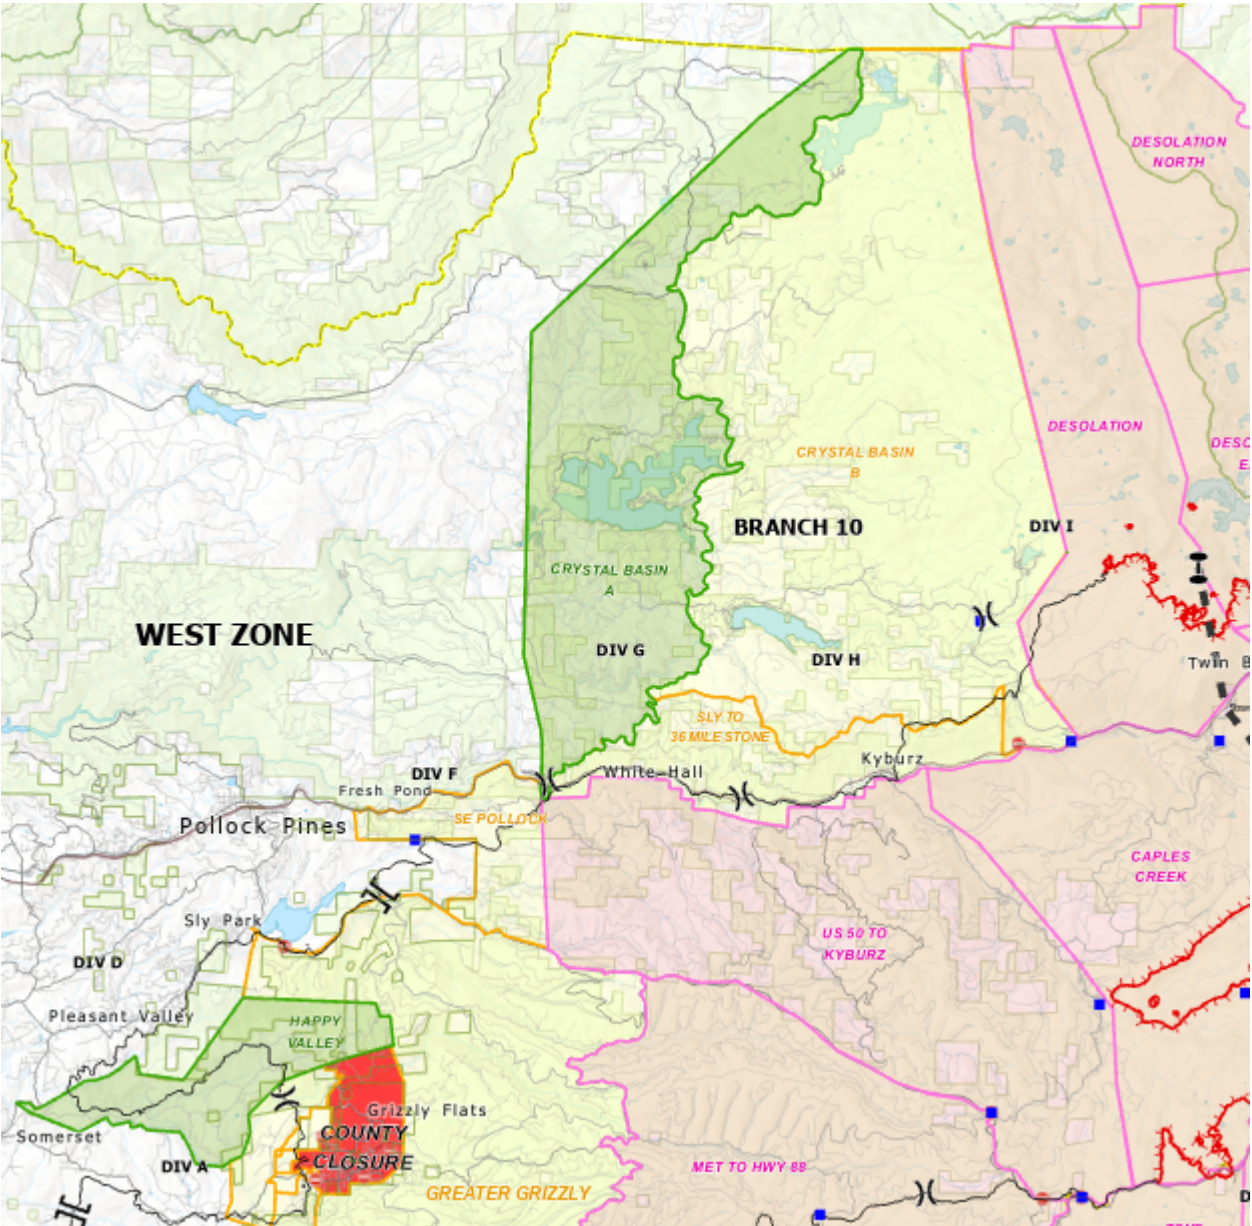 DESOLATION
NORTH
DESOLATION
DESO
E
CRYSTAL BASIN
B
BRANCH 10
DIV I
CRYSTAL BASIN
A
WEST ZONE
DIV G
DIV H
Twin B
SLY TO
36 MILE STONE
Kyburz
White Hall
DIV F
Fresh Pond
SE POLLOCK
Pollock Pines
CAPLES
CREEK
Sly Park
US 50 TO
KYBURZ
DIV D
Pleasant Valley
HAPPY
VALLEY
Grizzly Flats
COUNTY
CLOSURE
Somerset
DIV A
MET TO HWY 88
GREATER GRIZZLY
D